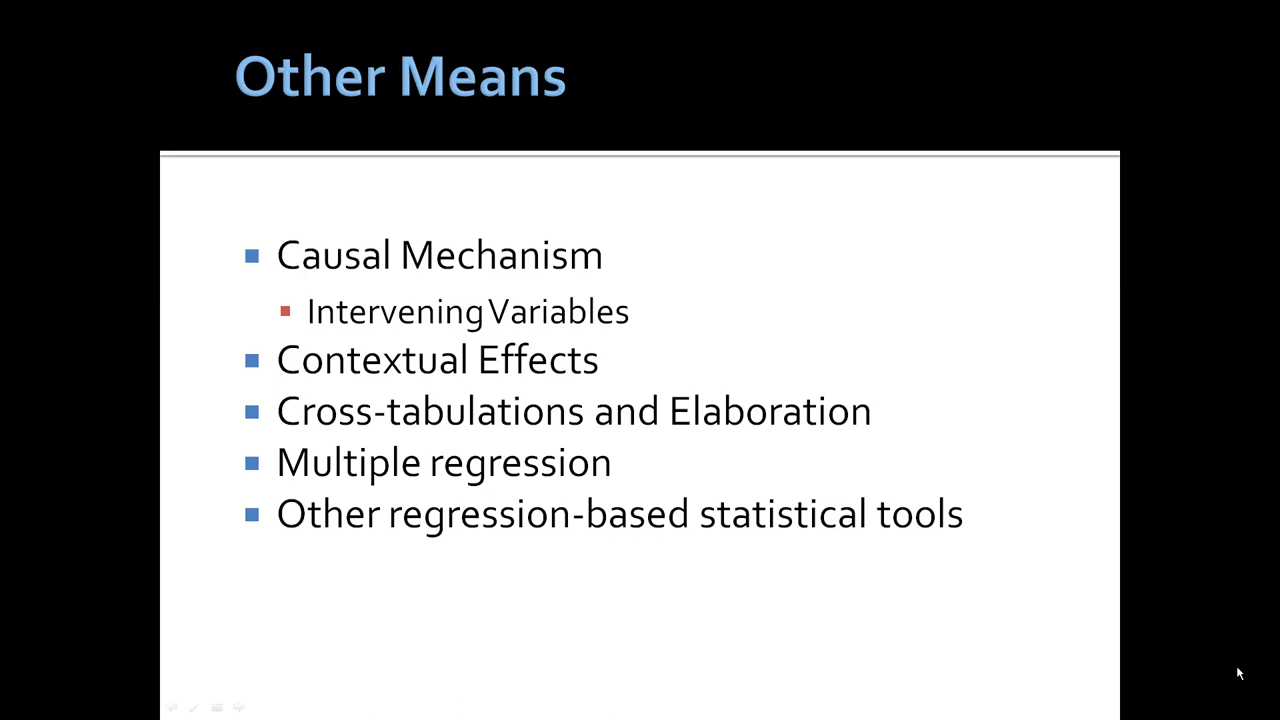 Other Means
Causal Mechanism
Intervening Variables
Contextual Effects
Cross-tabulations and Elaboration
Multiple regression
Other regression-based statistical tools